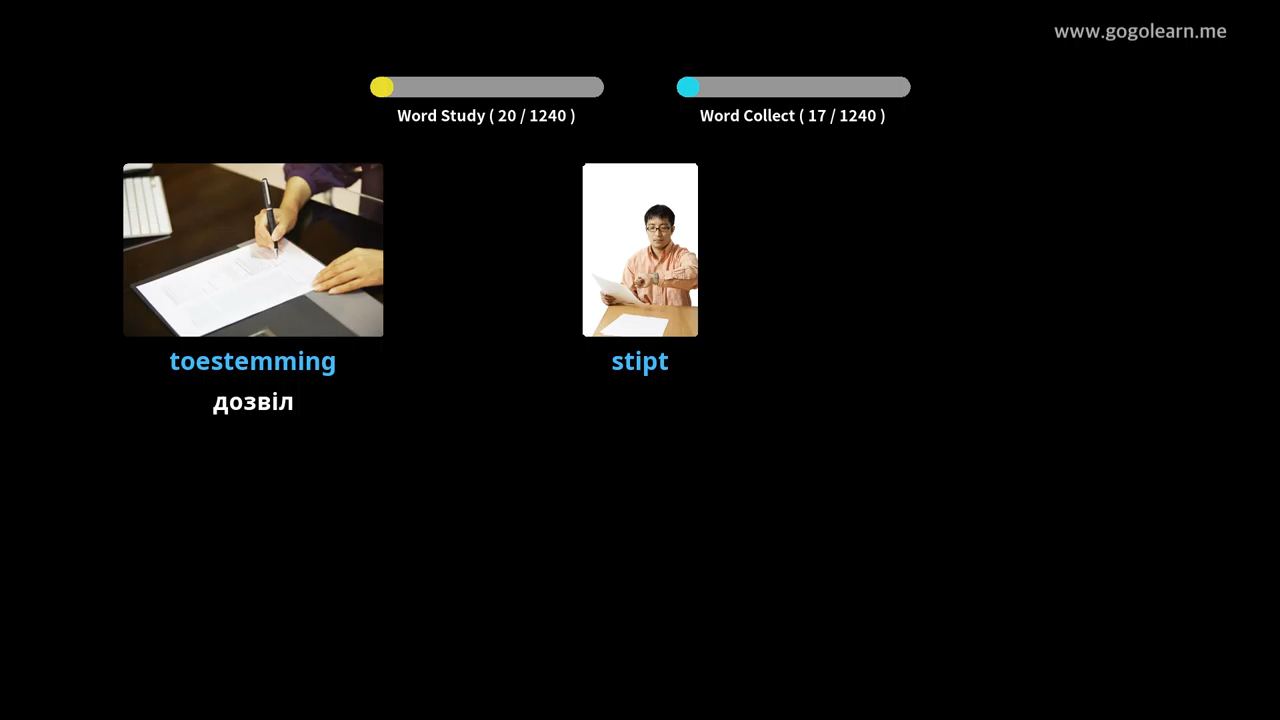 www.gogolearn.me
Word Study ( 20 / 1240 )
Word Collect ( 17 / 1240 )
toestemming
stipt
дозвіл